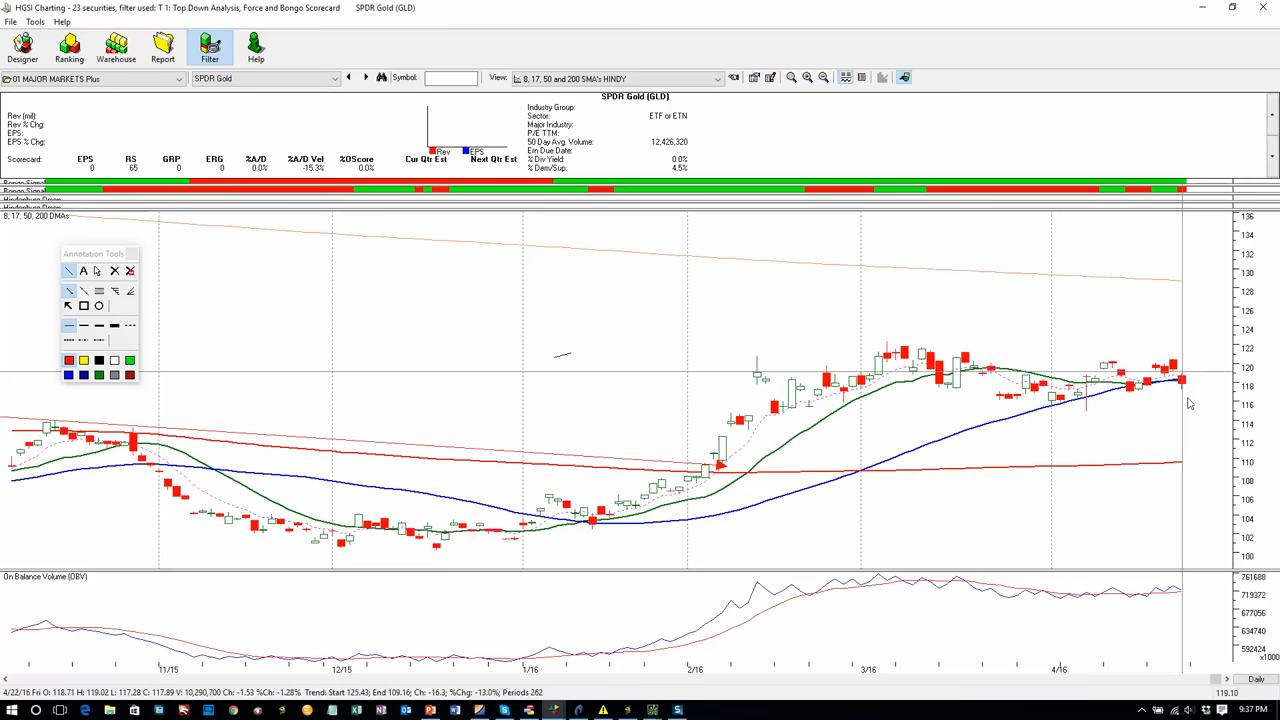 HGSI Charting - 23 securities, filter used: T 1: Top Down Analysis, Force and Bongo Scorecard SPDR Gold (GLD)
File Tools Help
Designer Ranking Warehouse Report Filter Help
01 MAJOR MARKETS Plus SPDR Gold Symbol: View: 8, 17, 50 and 200 SMA's HINDY
SPDR Gold (GLD)
Rev (mil):
Rev % Chg:
EPS:
EPS % Chg:
Rev EPS
Industry Group:
Sector: ETF or ETN
Major Industry:
P/E TTM:
50 Day Avg. Volume: 12,426,320
Ern Due Date:
% Div Yield: 0.0%
% Dem/Sup: 4.5%
Scorecard: EPS RS GRP ERG %A/D %A/D Vel %OScore Cur Qtr Est Next Qtr Est
0 65 0 0 0.0% -15.3% 0.0%
Bongo Signal
Bongo Signal
8, 17, 50, 200 DMAs
Annotation Tools
A
136
134
132
130
128
126
124
122
120
118
116
114
112
110
108
106
104
102
100
On Balance Volume (OBV)
761688
719372
677056
634740
592424
x1000
11/15 12/15 1/16 2/16 3/16 4/16
Daily
4/22/16 Fri O: 118.71 H: 119.02 L: 117.28 C: 117.89 V: 10,290,700 Ch: -1.53 %Ch: -1.28% Trend: Start 125.43; End 109.16; Ch: -16.3; %Chg: -13.0%; Periods 262
119.10
9:37 PM